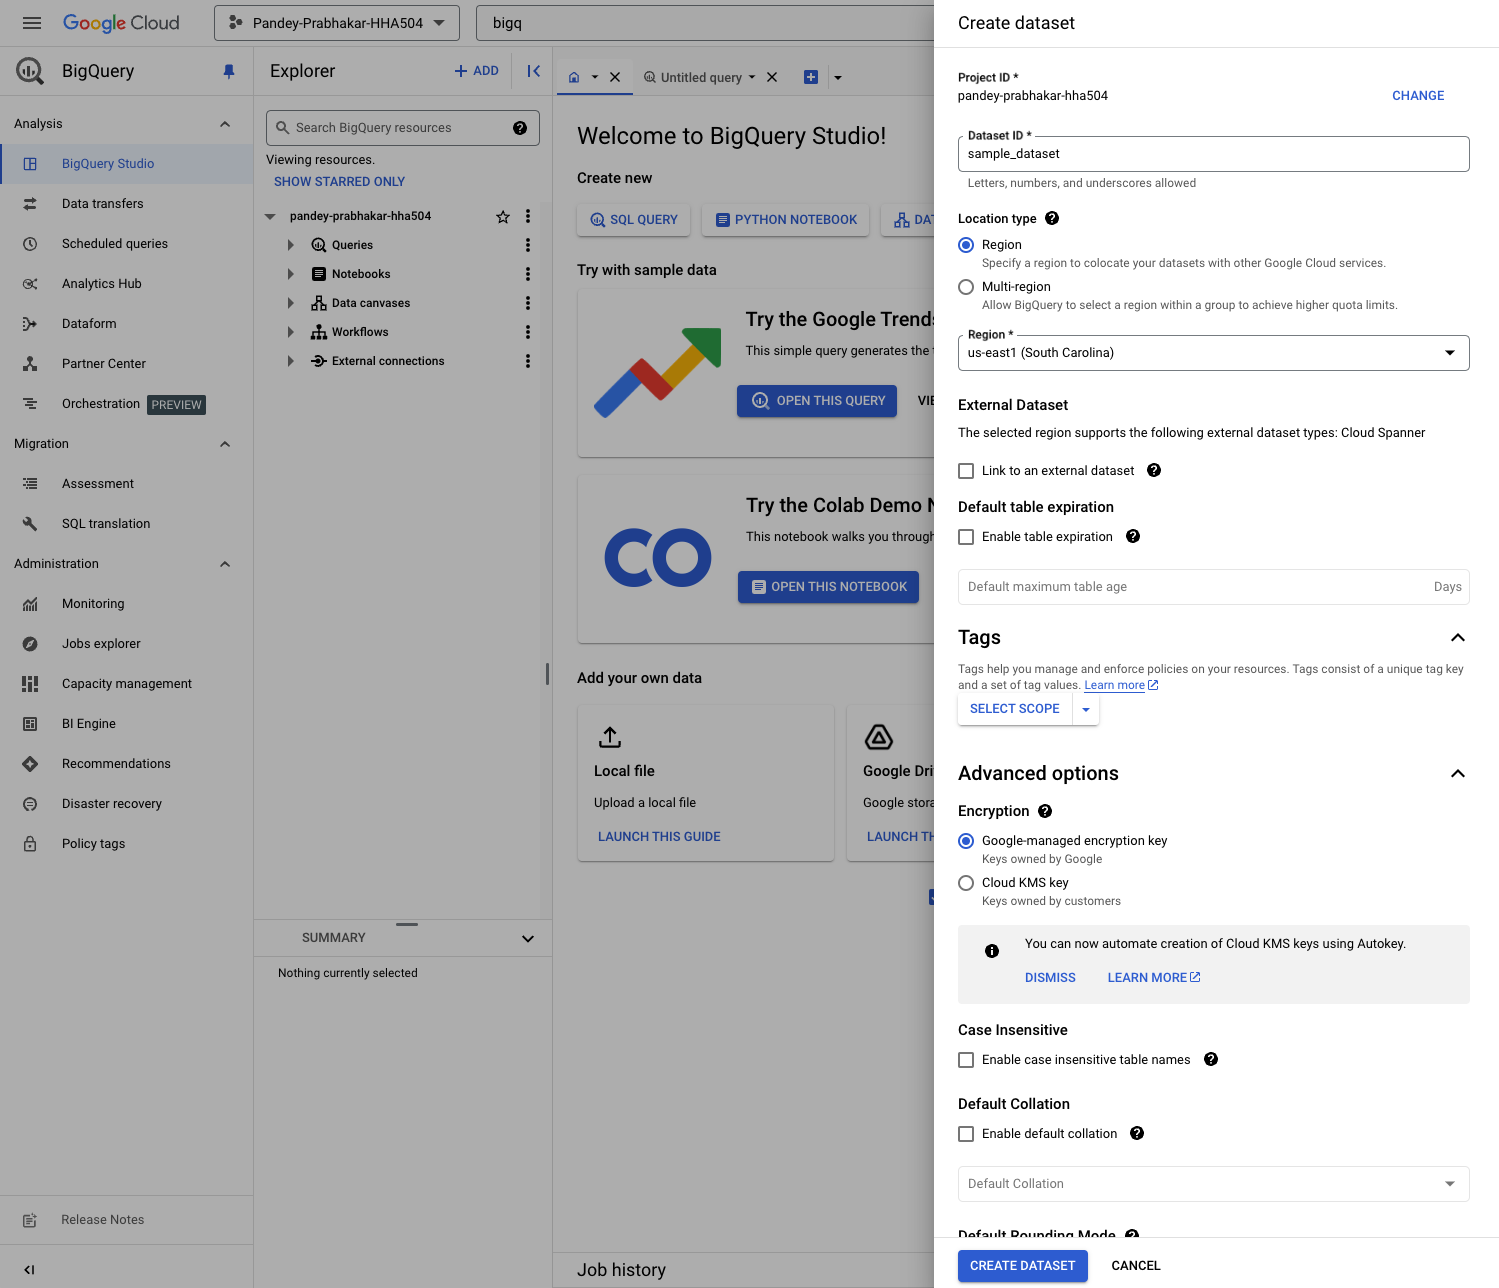 Google Cloud
Pandey-Prabhakar-HHA504
bigq
BigQuery
Analysis
BigQuery Studio
Data transfers
Scheduled queries
Analytics Hub
Dataform
Partner Center
Orchestration PREVIEW
Migration
Assessment
SQL translation
Administration
Monitoring
Jobs explorer
Capacity management
BI Engine
Recommendations
Disaster recovery
Policy tags
Release Notes
Explorer
ADD
Search BigQuery resources
Viewing resources.
SHOW STARRED ONLY
pandey-prabhakar-hha504
Queries
Notebooks
Data canvases
Workflows
External connections
SUMMARY
Nothing currently selected
Untitled query
Welcome to BigQuery Studio!
Create new
SQL QUERY
PYTHON NOTEBOOK
DAT
Try with sample data
Try the Google Trends
This simple query generates the
OPEN THIS QUERY
VIE
Try the Colab Demo
This notebook walks you through
OPEN THIS NOTEBOOK
Add your own data
Local file
Upload a local file
LAUNCH THIS GUIDE
Google Dri
Google stora
LAUNCH TH
Job history
Create dataset
Project ID *
pandey-prabhakar-hha504
CHANGE
Dataset ID *
sample_dataset
Letters, numbers, and underscores allowed
Location type
Region
Specify a region to colocate your datasets with other Google Cloud services.
Multi-region
Allow BigQuery to select a region within a group to achieve higher quota limits.
Region *
us-east1 (South Carolina)
External Dataset
The selected region supports the following external dataset types: Cloud Spanner
Link to an external dataset
Default table expiration
Enable table expiration
Default maximum table age
Days
Tags
Tags help you manage and enforce policies on your resources. Tags consist of a unique tag key
and a set of tag values. Learn more
SELECT SCOPE
Advanced options
Encryption
Google-managed encryption key
Keys owned by Google
Cloud KMS key
Keys owned by customers
You can now automate creation of Cloud KMS keys using Autokey.
DISMISS
LEARN MORE
Case Insensitive
Enable case insensitive table names
Default Collation
Enable default collation
Default Collation
Default Rounding Mode
CREATE DATASET
CANCEL